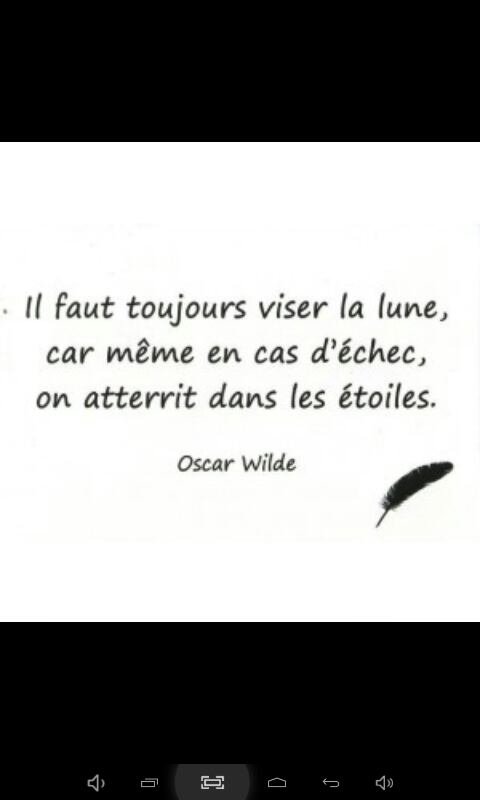 Il faut toujours viser la lune,
car même en cas d'échec,
on atterrit dans les étoiles.
Oscar Wilde